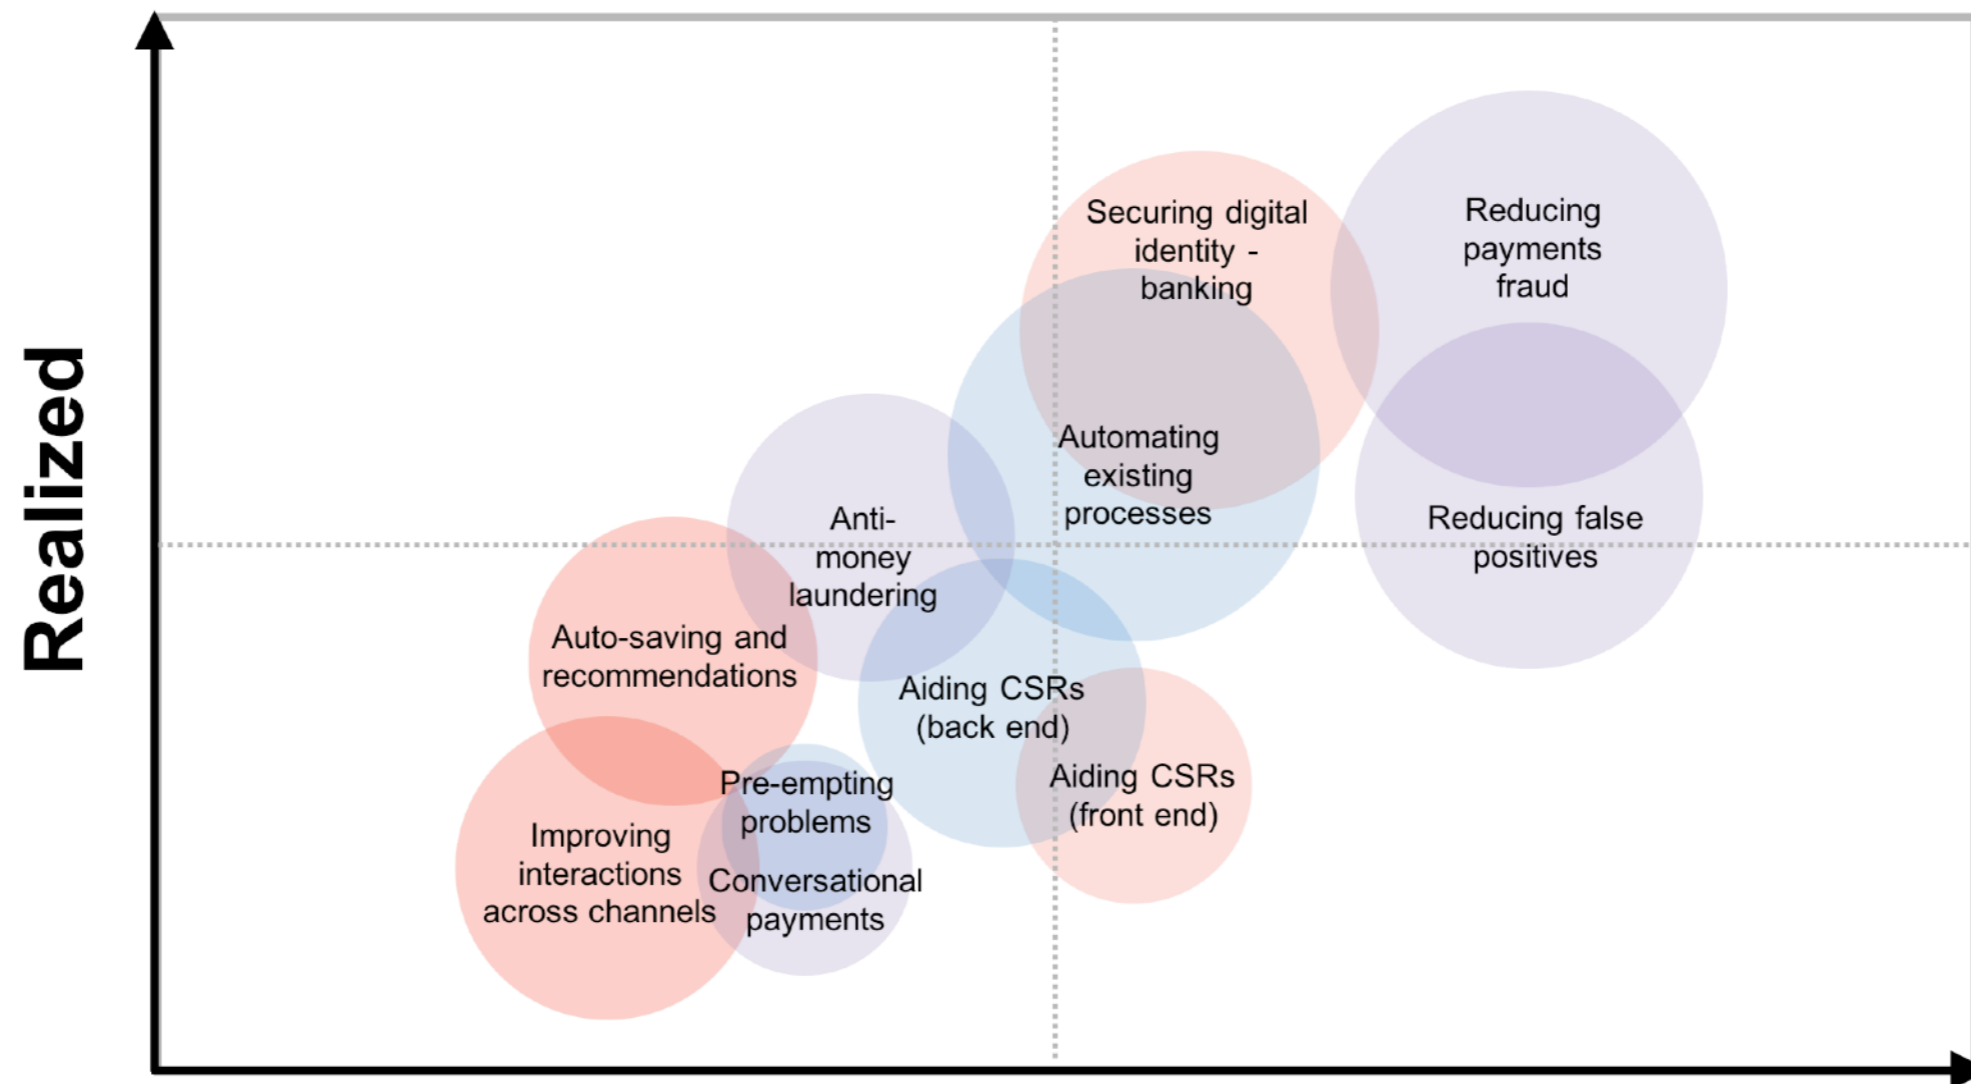 Realized
Securing digital
identity -
banking
Reducing
payments
fraud
Automating
existing
processes
Anti-
money
laundering
Reducing false
positives
Auto-saving and
recommendations
Aiding CSRs
(back end)
Aiding CSRs
(front end)
Pre-empting
problems
Improving
interactions
across channels
Conversational
payments